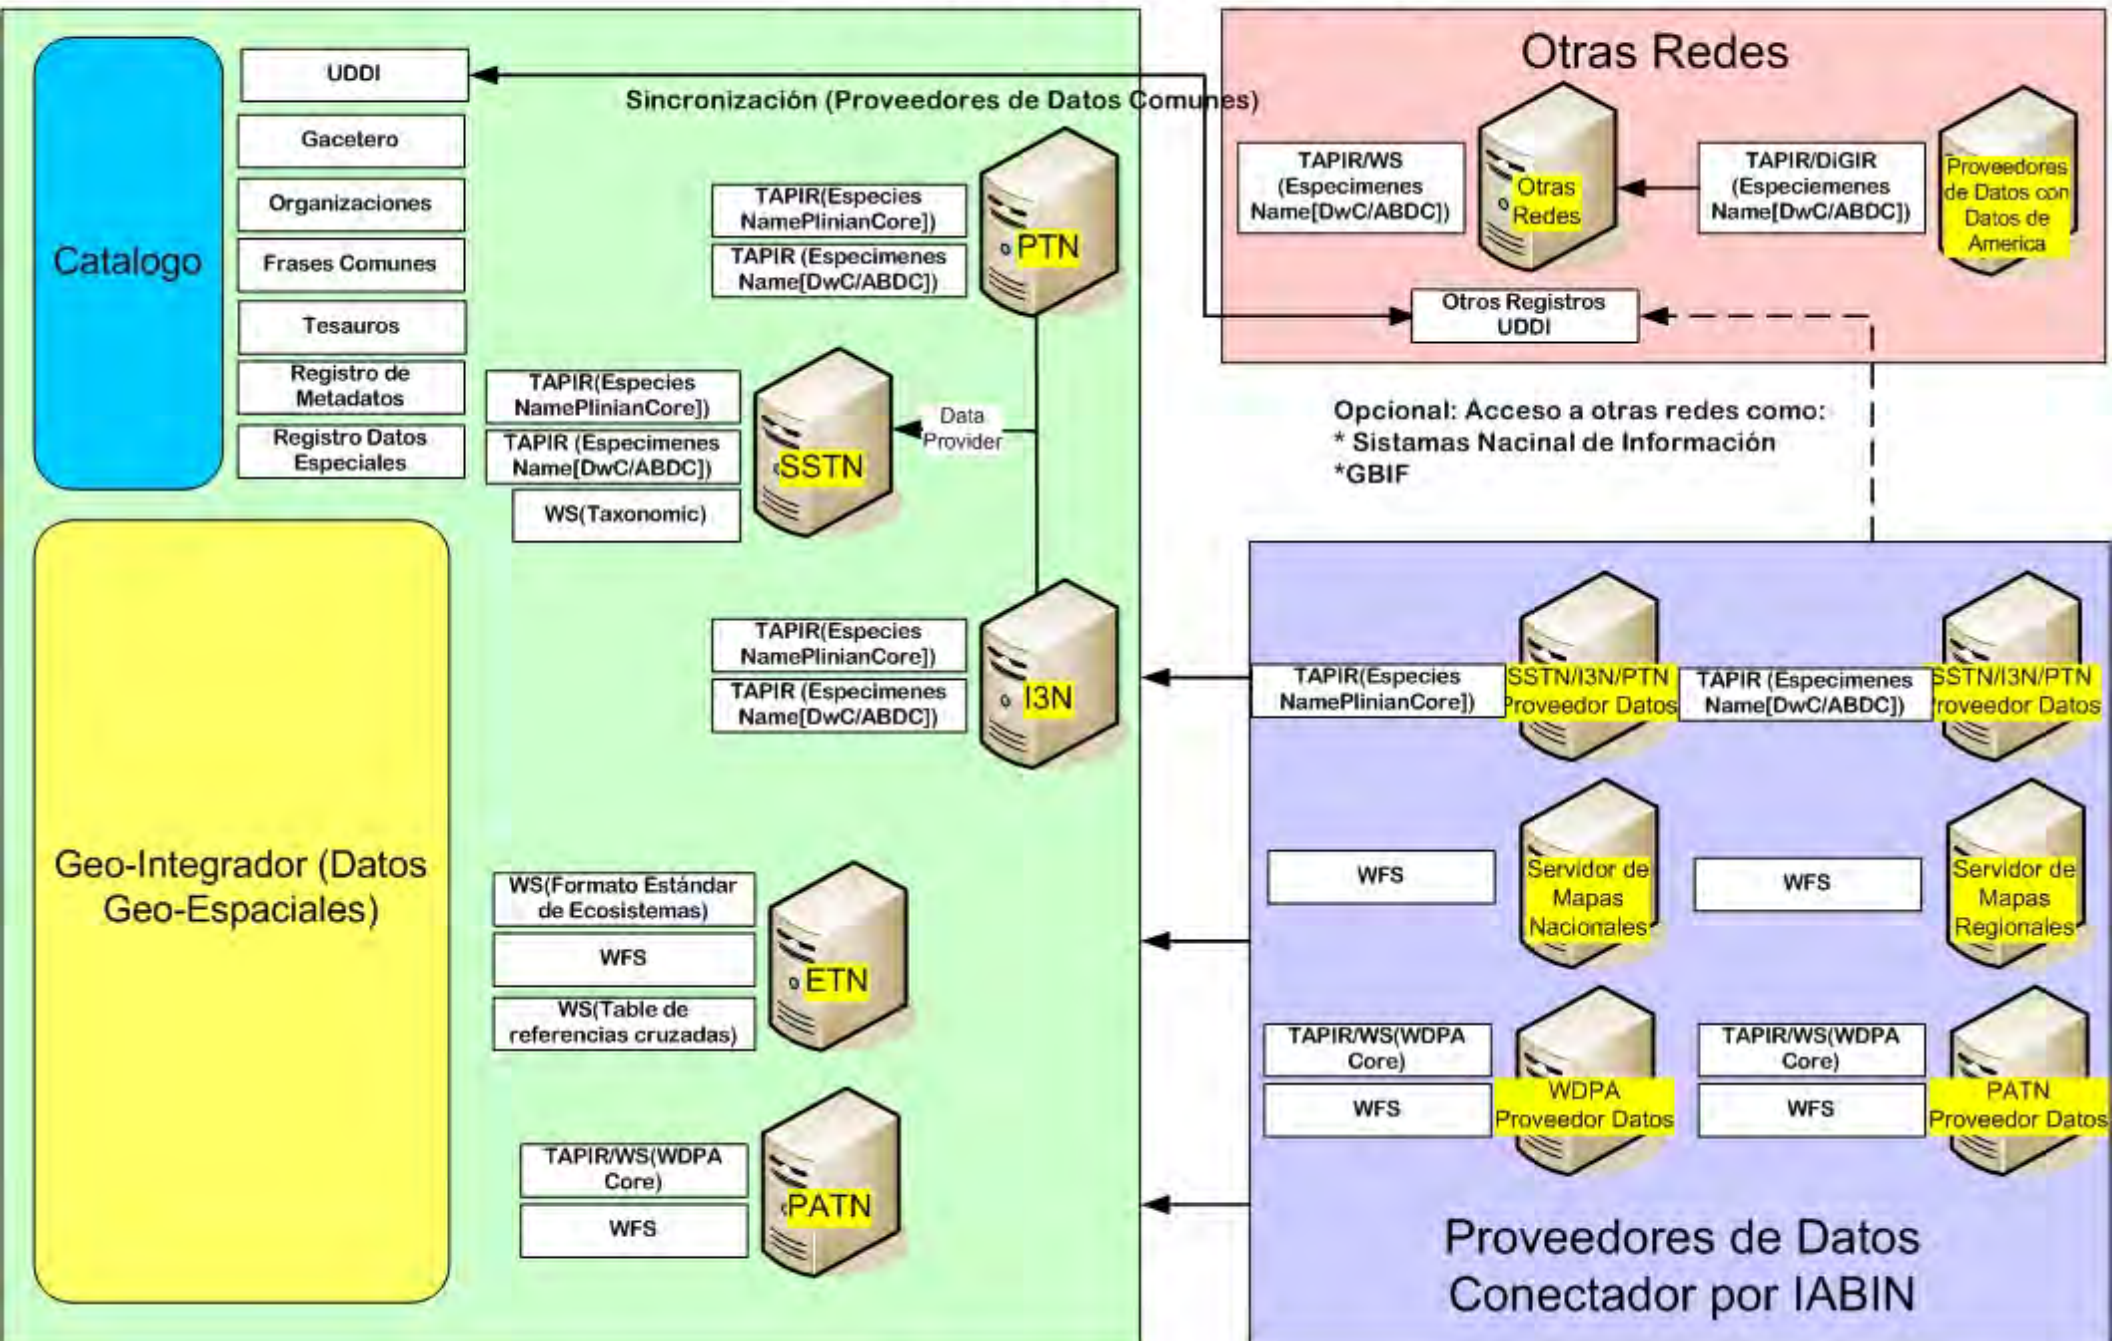 Catalogo
UDDI
Gacetero
Organizaciones
Frases Comunes
Tesauros
Registro de
Metadatos
Registro Datos
Especiales
Sincronización (Proveedores de Datos Comunes)
TAPIR(Especies
NamePlinianCore])
TAPIR (Especimenes
Name[DwC/ABDC])
PTN
TAPIR(Especies
NamePlinianCore])
TAPIR (Especimenes
Name[DwC/ABDC])
WS(Taxonomic)
SSTN
Data
Provider
TAPIR(Especies
NamePlinianCore])
TAPIR (Especimenes
Name[DwC/ABDC])
I3N
Geo-Integrador (Datos
Geo-Espaciales)
WS(Formato Estándar
de Ecosistemas)
WFS
WS(Table de
referencias cruzadas)
ETN
TAPIR/WS(WDPA
Core)
WFS
PATN
Otras Redes
TAPIR/WS
(Especimenes
Name[DwC/ABDC])
Otras
Redes
TAPIR/DiGIR
(Especiemenes
Name[DwC/ABDC])
Proveedores
de Datos con
Datos de
America
Otros Registros
UDDI
Opcional: Acceso a otras redes como:
* Sistamas Nacinal de Información
*GBIF
TAPIR(Especies
NamePlinianCore])
SSTN/I3N/PTN
Proveedor Datos
TAPIR (Especimenes
Name[DwC/ABDC])
SSTN/I3N/PTN
Proveedor Datos
WFS
Servidor de
Mapas
Nacionales
WFS
Servidor de
Mapas
Regionales
TAPIR/WS(WDPA
Core)
WFS
WDPA
Proveedor Datos
TAPIR/WS(WDPA
Core)
WFS
PATN
Proveedor Datos
Proveedores de Datos
Conectador por IABIN